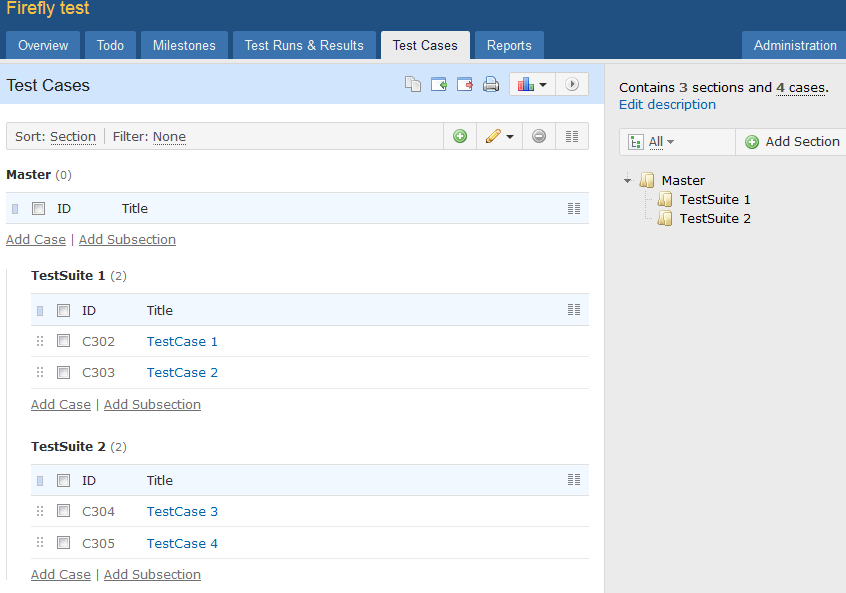 Firefly test
Overview Todo Milestones Test Runs & Results Test Cases Reports Administration
Test Cases
Sort: Section Filter: None
Master (0)
ID Title
Add Case | Add Subsection
TestSuite 1 (2)
ID Title
C302 TestCase 1
C303 TestCase 2
Add Case | Add Subsection
TestSuite 2 (2)
ID Title
C304 TestCase 3
C305 TestCase 4
Add Case | Add Subsection
Contains 3 sections and 4 cases.
Edit description
All Add Section
Master
TestSuite 1
TestSuite 2